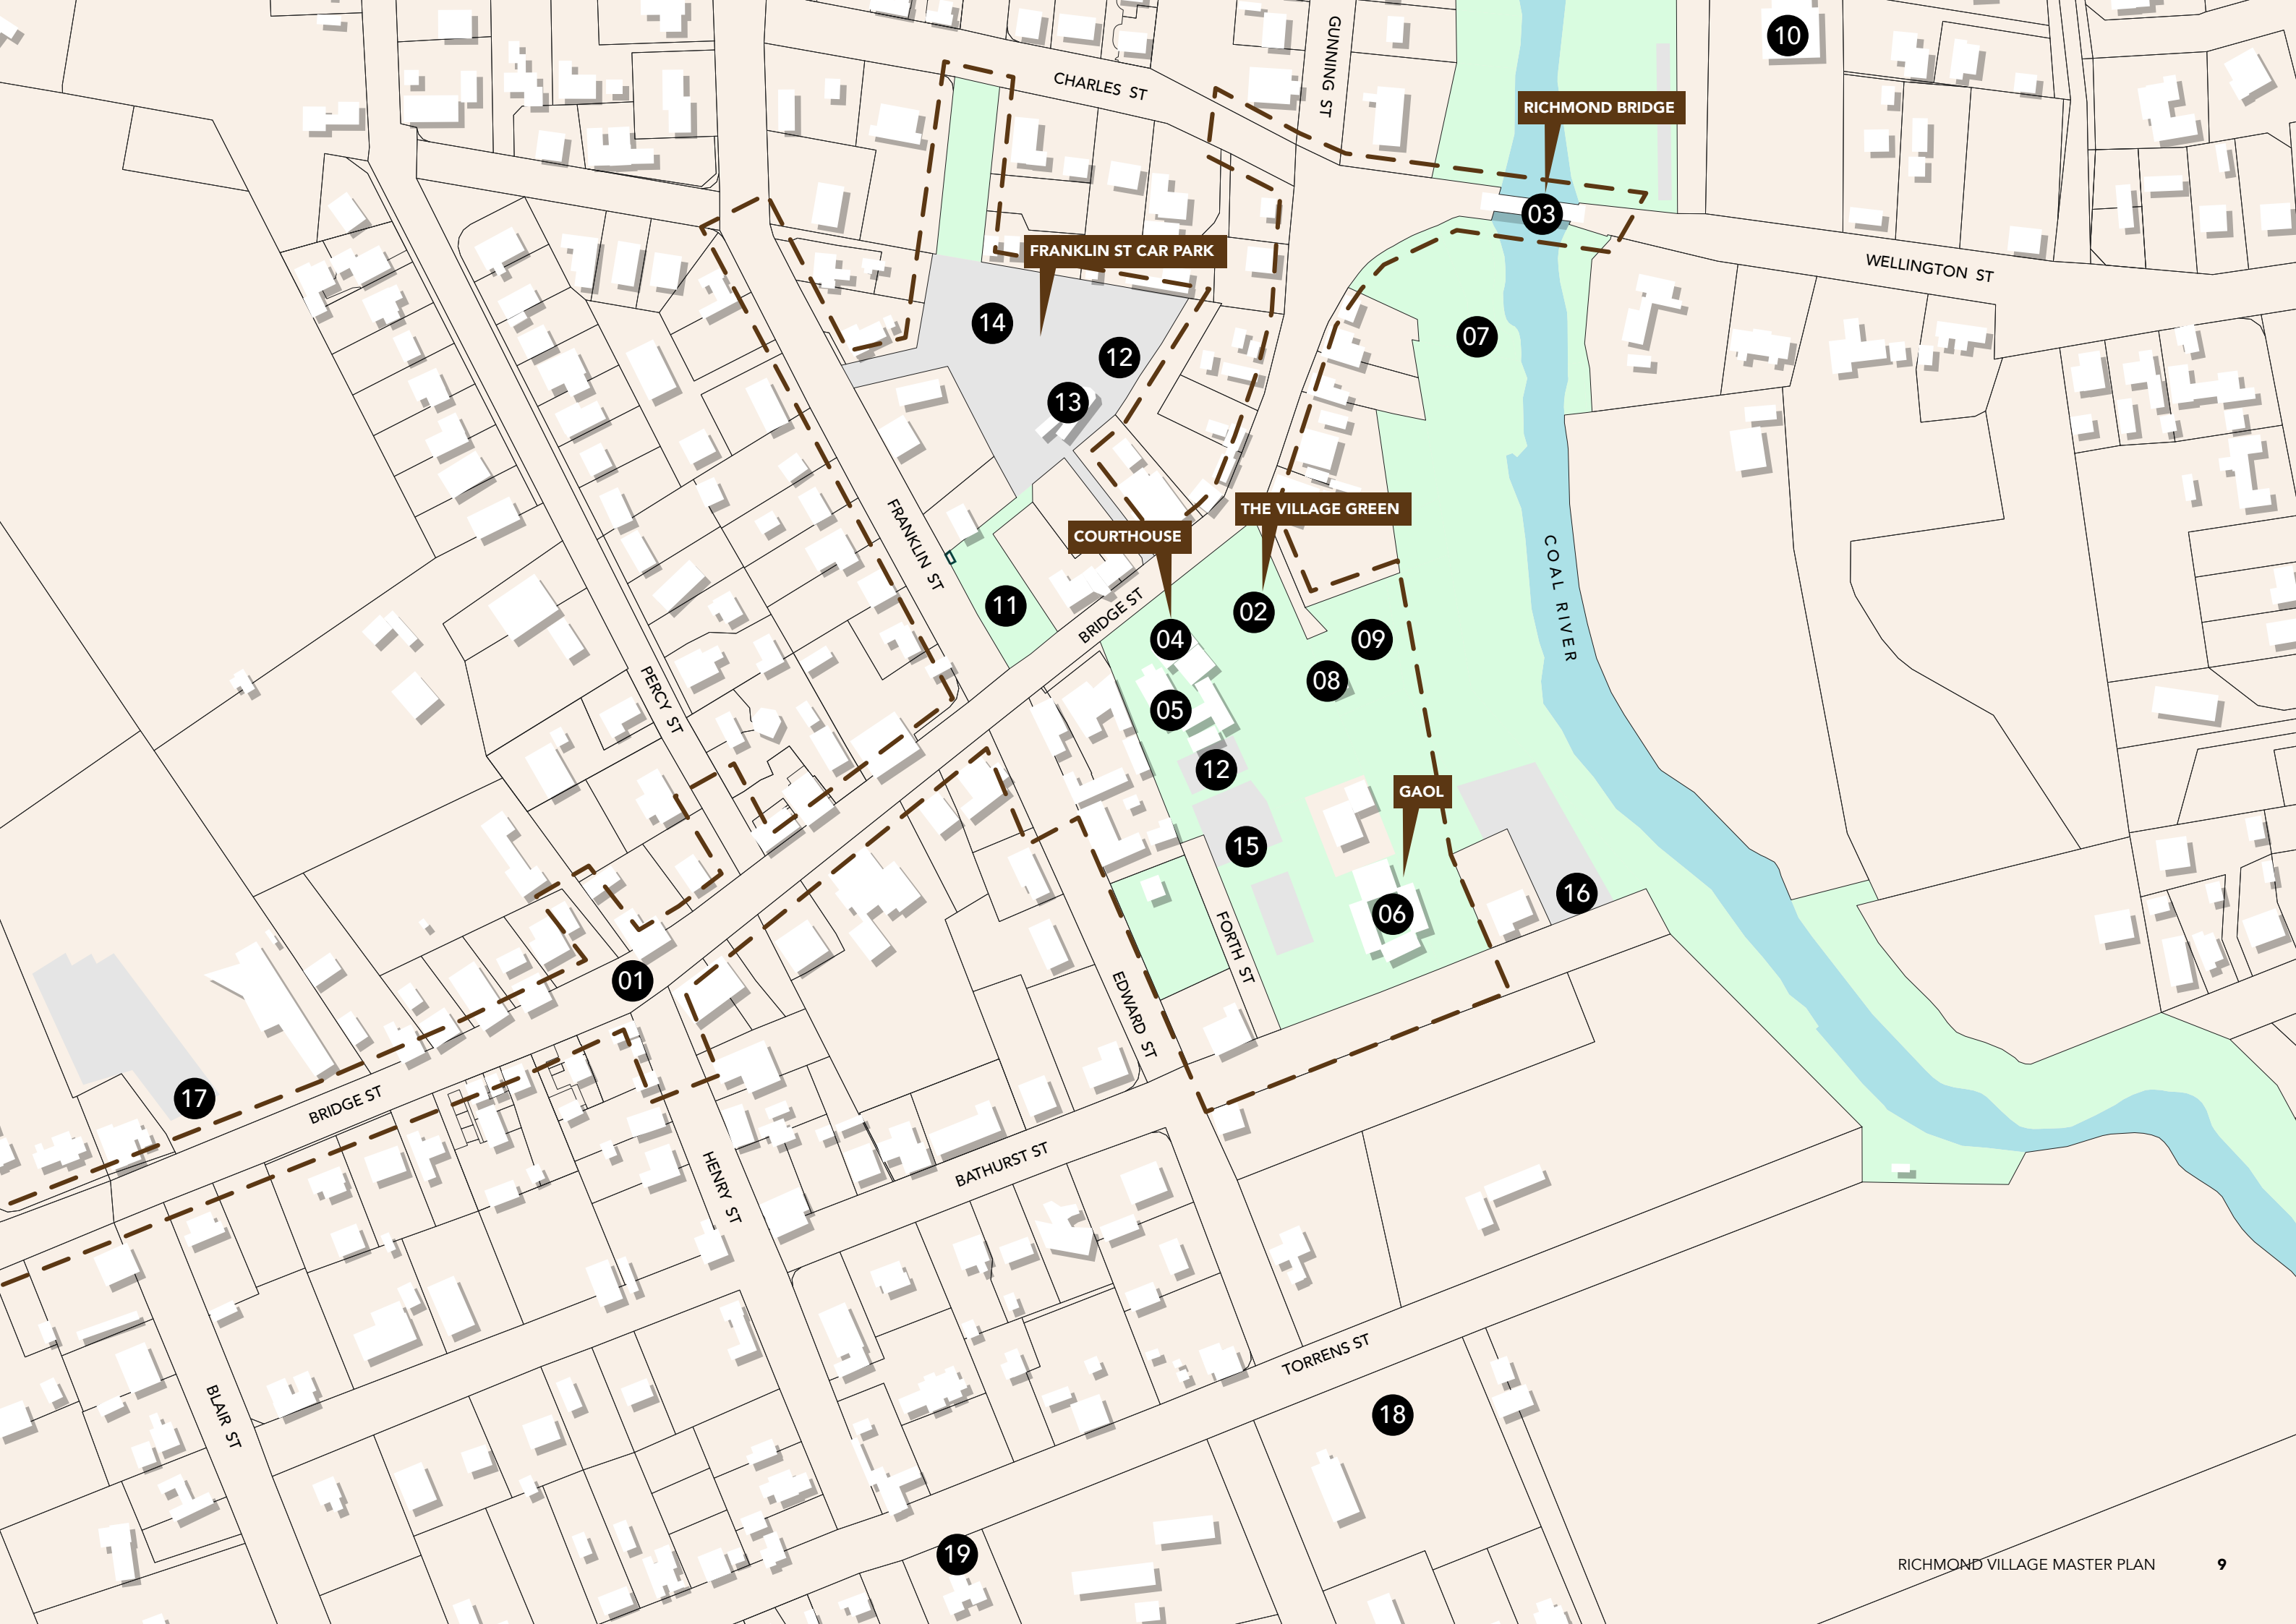 GUNNING ST
10
CHARLES ST
RICHMOND BRIDGE
03
FRANKLIN ST CAR PARK
WELLINGTON ST
14
07
12
13
THE VILLAGE GREEN
COURTHOUSE
FRANKLIN ST
COAL RIVER
11
BRIDGE ST
02
04
09
08
05
PERCY ST
12
GAOL
15
16
06
FORTH ST
01
EDWARD ST
17
BRIDGE ST
HENRY ST
BATHURST ST
TORRENS ST
BLAIR ST
18
19
RICHMOND VILLAGE MASTER PLAN 9